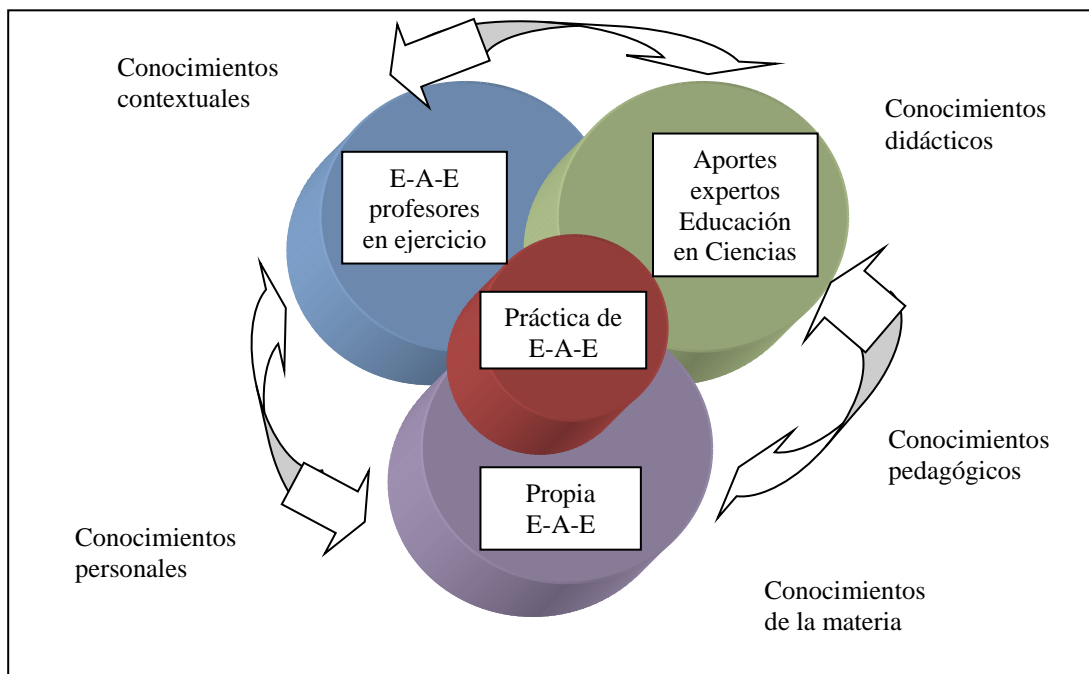 Conocimientos
contextuales
Conocimientos
didácticos
E-A-E
profesores
en ejercicio
Aportes
expertos
Educación
en Ciencias
Práctica de
E-A-E
Conocimientos
pedagógicos
Propia
E-A-E
Conocimientos
personales
Conocimientos
de la materia